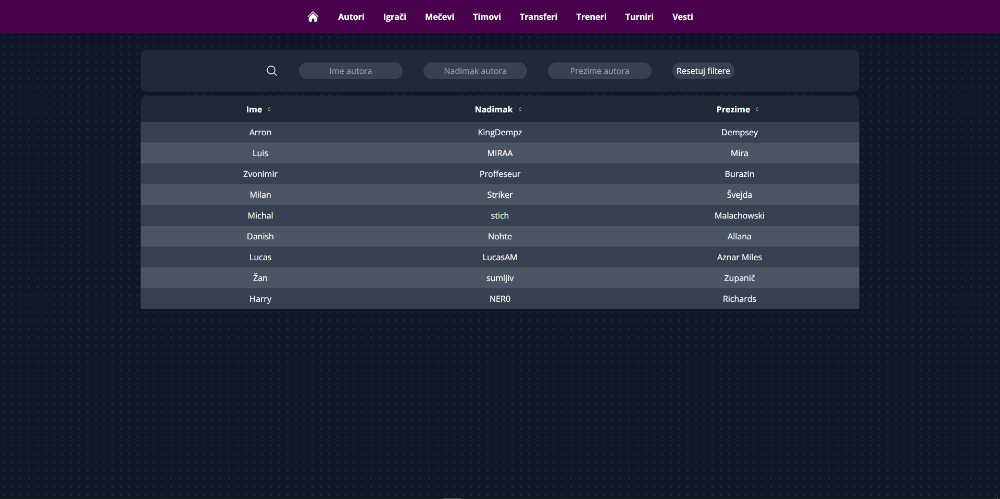 Autori Igrači Mečevi Timovi Transferi Treneri Turniri Vesti
Ime autora Nadimak autora Prezime autora Resetuj filtere
Ime Nadimak Prezime
Arron KingDempz Dempsey
Luis MIRAA Mira
Zvonimir Proffeseur Burazin
Milan Striker Švejda
Michal stich Malachowski
Danish Nohte Allana
Lucas LucasAM Aznar Miles
Žan sumljiv Zupanič
Harry NER0 Richards